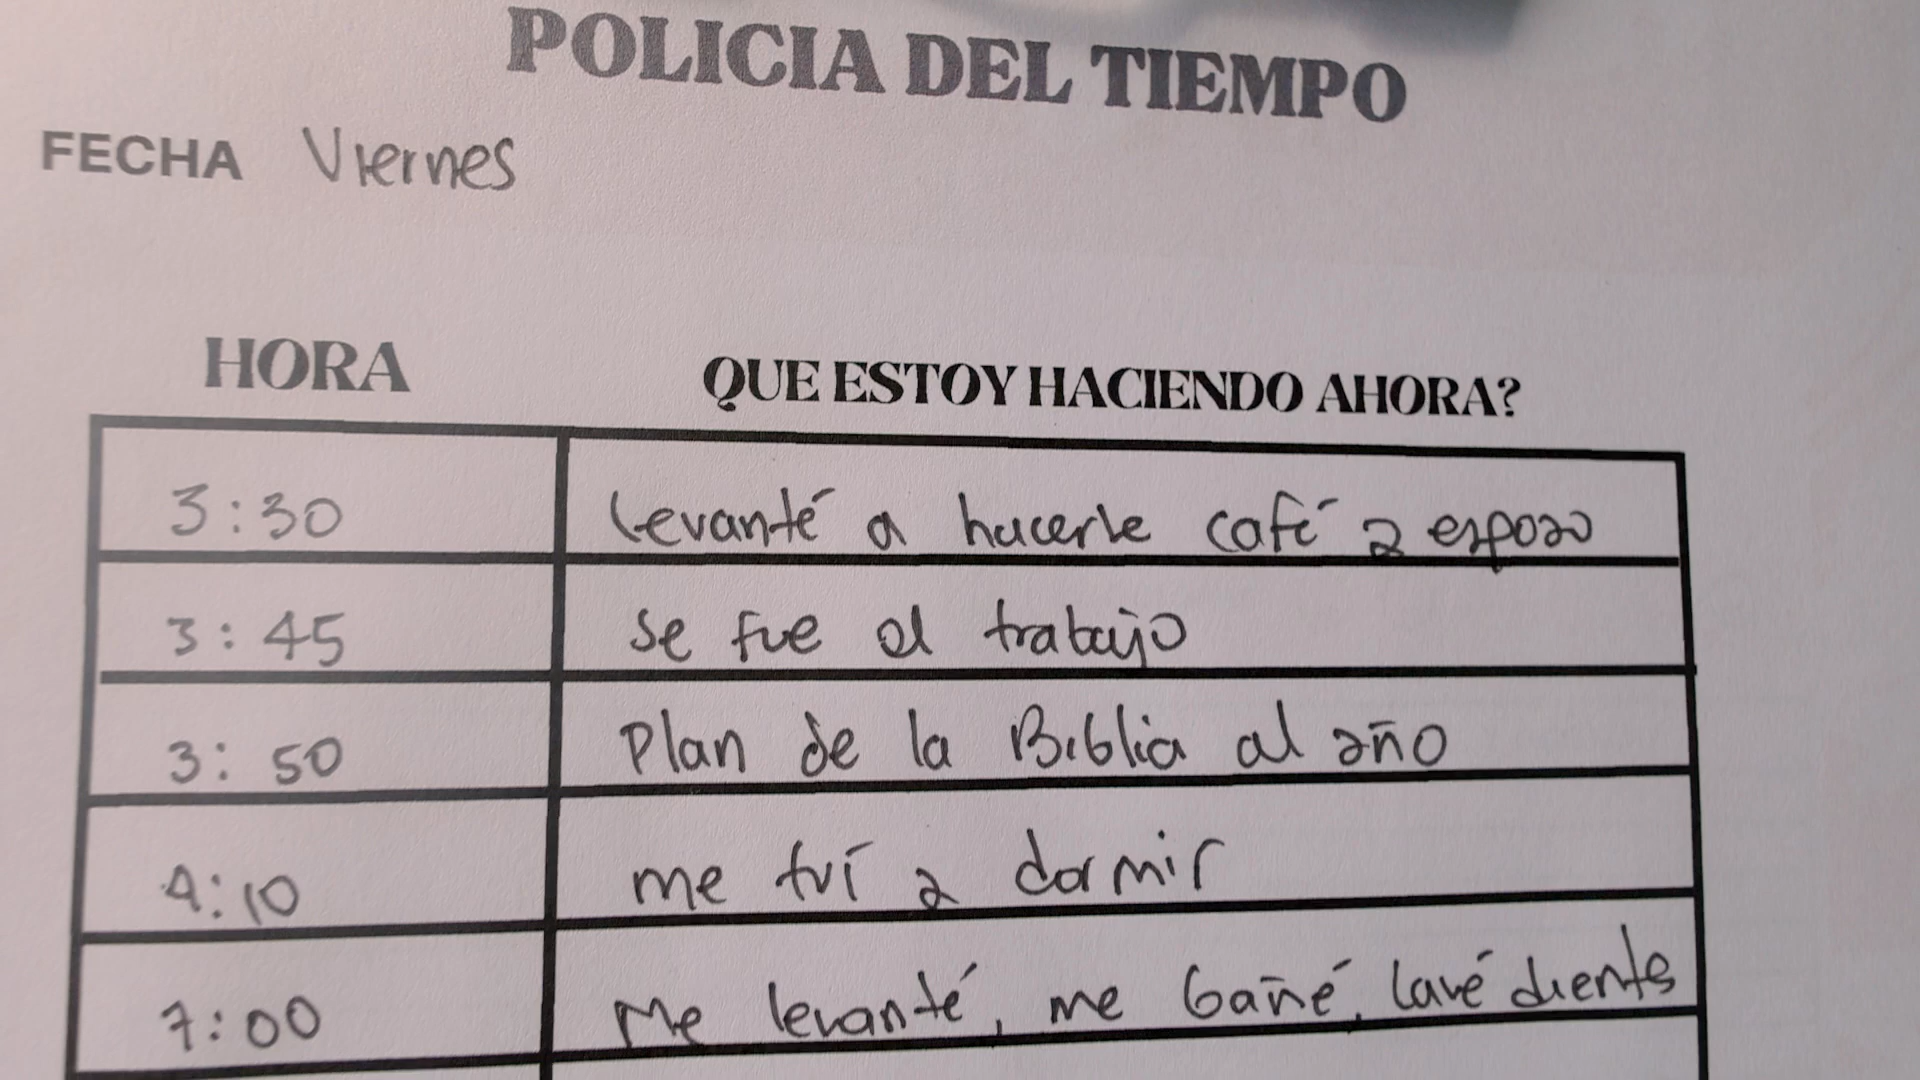 POLICIA DEL TIEMPO
FECHA Viernes
HORA QUE ESTOY HACIENDO AHORA?
3:30 levanté a hacerle café a esposo
3:45 se fue al trabajo
3:50 Plan de la Biblia al año
4:10 me fuí a dormir
7:00 Me levanté, me bañé, lavé dientes